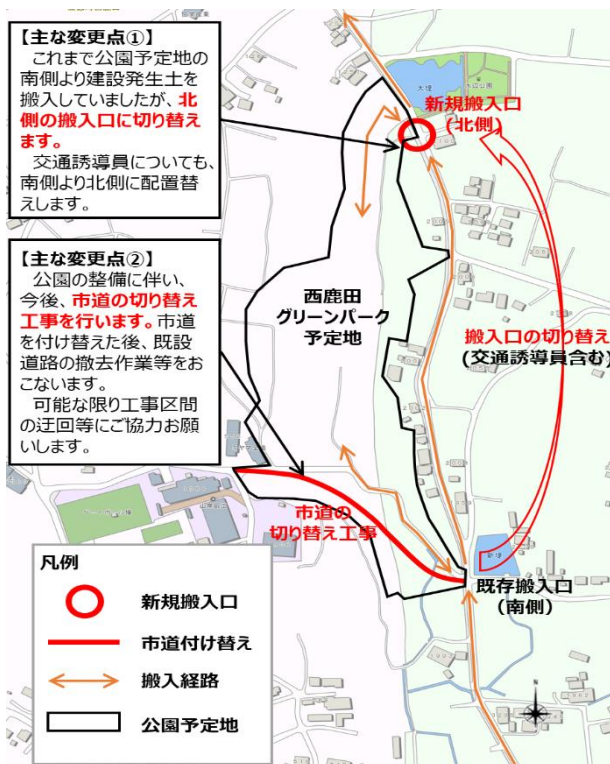 【主な変更点①】
これまで公園予定地の
南側より建設発生土を
搬入していましたが、北
側の搬入口に切り替え
ます。
交通誘導員についても、
南側より北側に配置替
えします。
大堤
新規搬入口
(北側)
【主な変更点②】
公園の整備に伴い、
今後、市道の切り替え
工事を行います。市道
を付け替えた後、既設
道路の撤去作業等をお
こないます。
可能な限り工事区間
の迂回等にご協力お願
いします。
西鹿田
グリーンパーク
予定地
搬入口の切り替え
(交通誘導員含む)
市道の
切り替え工事
既存搬入口
(南側)
凡例
新規搬入口
市道付け替え
搬入経路
公園予定地
N